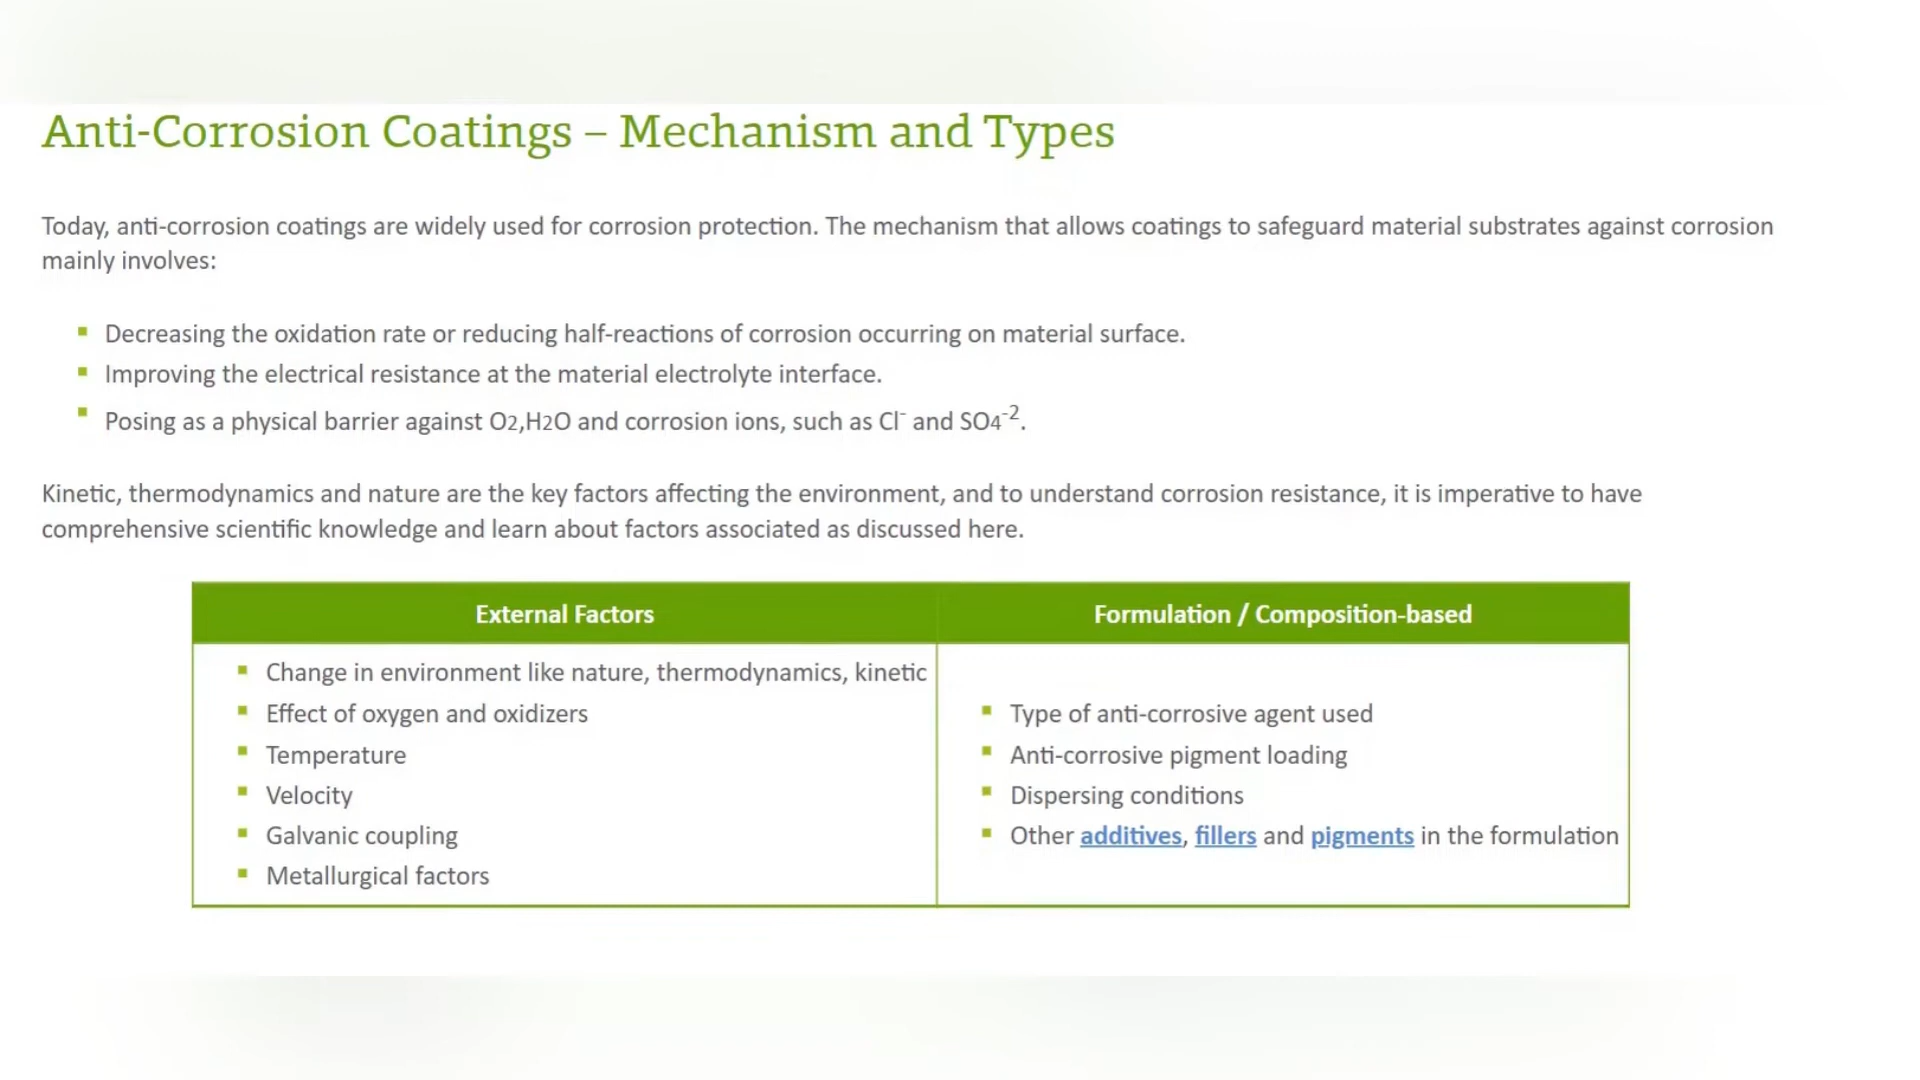 Anti-Corrosion Coatings – Mechanism and Types
Today, anti-corrosion coatings are widely used for corrosion protection. The mechanism that allows coatings to safeguard material substrates against corrosion
mainly involves:
Decreasing the oxidation rate or reducing half-reactions of corrosion occurring on material surface.
Improving the electrical resistance at the material electrolyte interface.
Posing as a physical barrier against O2,H2O and corrosion ions, such as Cl⁻ and SO4⁻².
Kinetic, thermodynamics and nature are the key factors affecting the environment, and to understand corrosion resistance, it is imperative to have
comprehensive scientific knowledge and learn about factors associated as discussed here.
External Factors
Change in environment like nature, thermodynamics, kinetic
Effect of oxygen and oxidizers
Temperature
Velocity
Galvanic coupling
Metallurgical factors
Formulation / Composition-based
Type of anti-corrosive agent used
Anti-corrosive pigment loading
Dispersing conditions
Other additives, fillers and pigments in the formulation